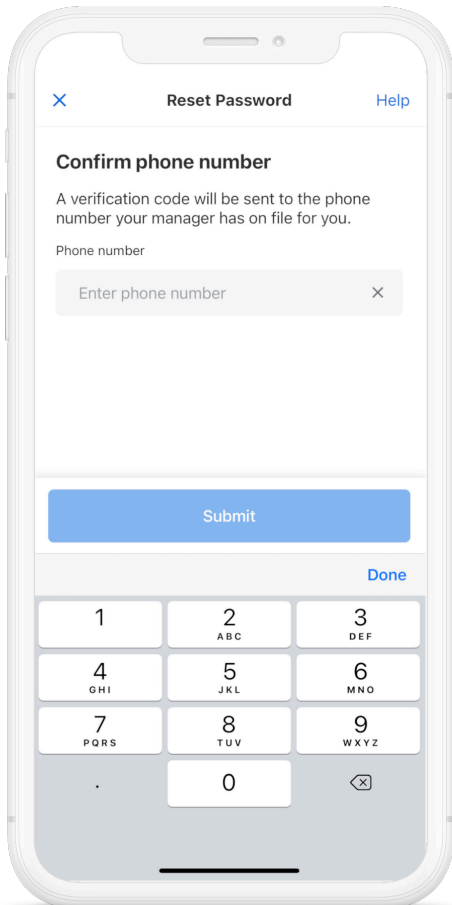 Reset Password Help
Confirm phone number
A verification code will be sent to the phone
number your manager has on file for you.
Phone number
Enter phone number
Submit
Done
1 2 3
ABC DEF
4 5 6
GHI JKL MNO
7 8 9
PQRS TUV WXYZ
. 0